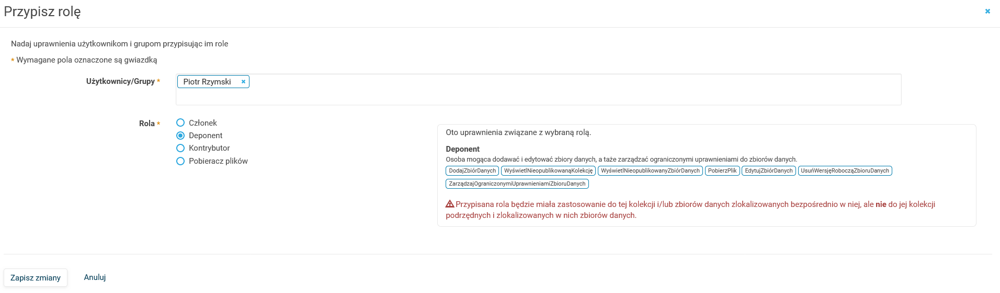 Przypisz rolę
Nadaj uprawnienia użytkownikom i grupom przypisując im role
* Wymagane pola oznaczone są gwiazdką
Użytkownicy/Grupy *
Piotr Rzymski
Rola *
Członek
Deponent
Kontrybutor
Pobieracz plików
Oto uprawnienia związane z wybraną rolą.
Deponent
Osoba mogąca dodawać i edytować zbiory danych, a taże zarządzać ograniczonymi uprawnieniami do zbiorów danych.
DodajZbiórDanych WyświetlNieopublikowanąKolekcję WyświetlNieopublikowanyZbiórDanych PobierzPlik EdytujZbiórDanych UsuńWersjęRobocząZbioruDanych
ZarządzajOgraniczonymiUprawnieniamiZbioruDanych
Przypisana rola będzie miała zastosowanie do tej kolekcji i/lub zbiorów danych zlokalizowanych bezpośrednio w niej, ale nie do jej kolekcji
podrzędnych i zlokalizowanych w nich zbiorów danych.
Zapisz zmiany
Anuluj